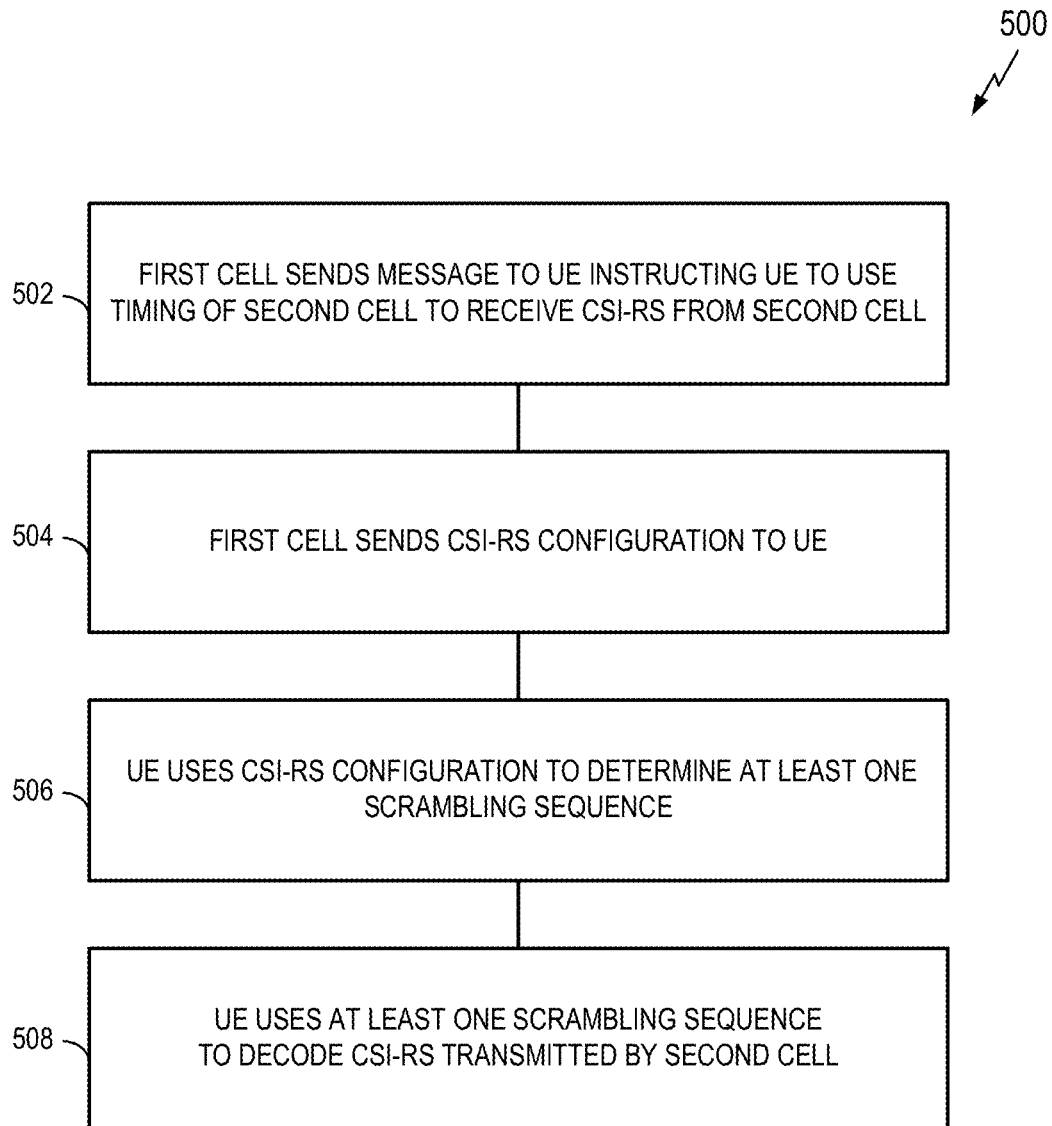 500
502
FIRST CELL SENDS MESSAGE TO UE INSTRUCTING UE TO USE
TIMING OF SECOND CELL TO RECEIVE CSI-RS FROM SECOND CELL
504
FIRST CELL SENDS CSI-RS CONFIGURATION TO UE
506
UE USES CSI-RS CONFIGURATION TO DETERMINE AT LEAST ONE
SCRAMBLING SEQUENCE
508
UE USES AT LEAST ONE SCRAMBLING SEQUENCE
TO DECODE CSI-RS TRANSMITTED BY SECOND CELL